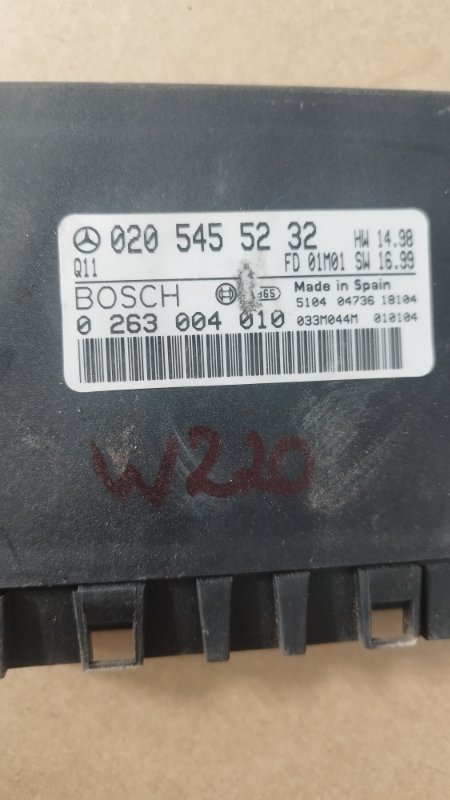 020 545 52 32 HW 14.98
Q11 FD 01M01 SW 16.99
BOSCH Made in Spain
5104 04736 18104
0 263 004 010 033M044M 010104
W220